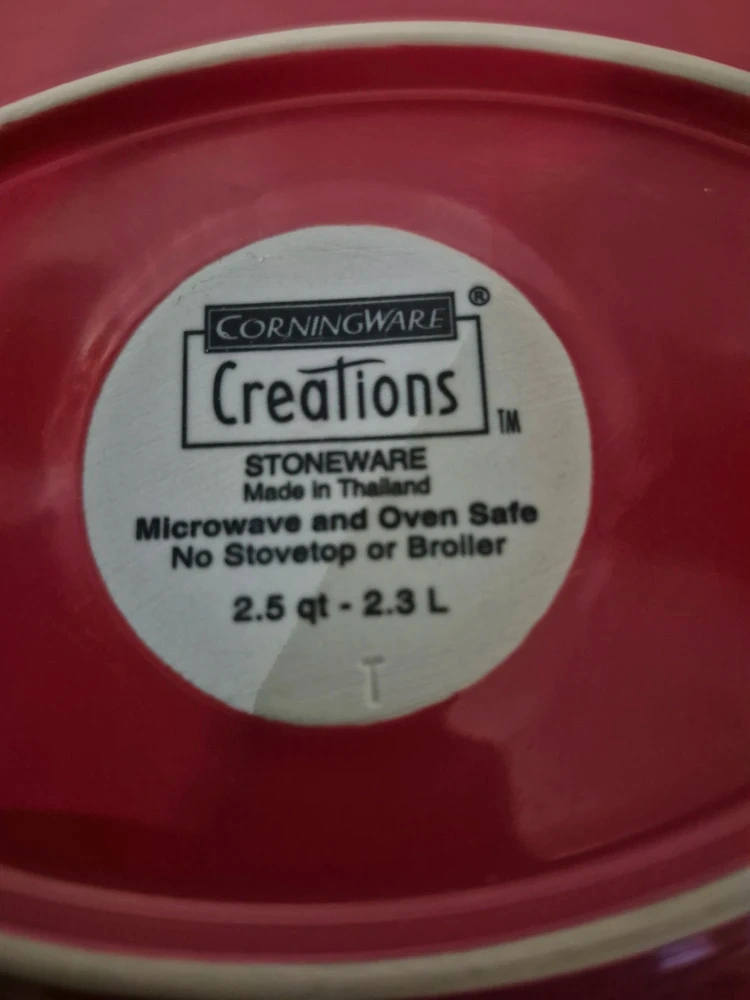 CORNINGWARE ®
Creations TM
STONEWARE
Made in Thailand
Microwave and Oven Safe
No Stovetop or Broiler
2.5 qt - 2.3 L
T